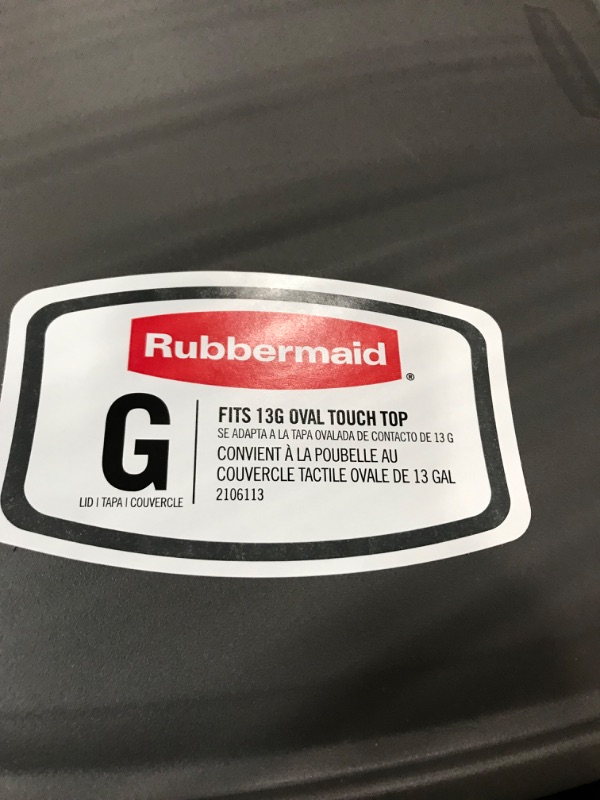 Rubbermaid®
G
LID | TAPA | COUVERCLE
FITS 13G OVAL TOUCH TOP
SE ADAPTA A LA TAPA OVALADA DE CONTACTO DE 13 G
CONVIENT À LA POUBELLE AU
COUVERCLE TACTILE OVALE DE 13 GAL
2106113